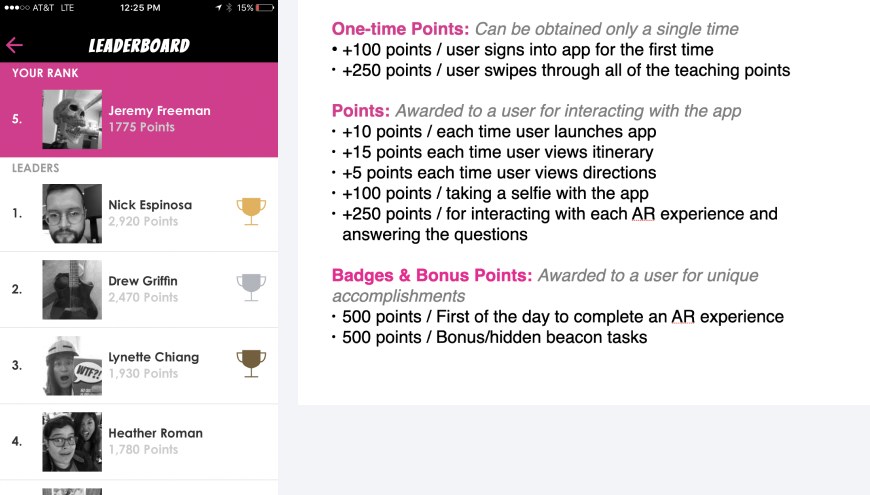 AT&T LTE 12:25 PM 15%
LEADERBOARD
YOUR RANK
5. Jeremy Freeman
1775 Points
LEADERS
1. Nick Espinosa
2,920 Points
2. Drew Griffin
2,470 Points
3. Lynette Chiang
1,930 Points
WTF?!
4. Heather Roman
1,780 Points
One-time Points: Can be obtained only a single time
• +100 points / user signs into app for the first time
• +250 points / user swipes through all of the teaching points
Points: Awarded to a user for interacting with the app
• +10 points / each time user launches app
• +15 points each time user views itinerary
• +5 points each time user views directions
• +100 points / taking a selfie with the app
• +250 points / for interacting with each AR experience and
answering the questions
Badges & Bonus Points: Awarded to a user for unique
accomplishments
• 500 points / First of the day to complete an AR experience
• 500 points / Bonus/hidden beacon tasks